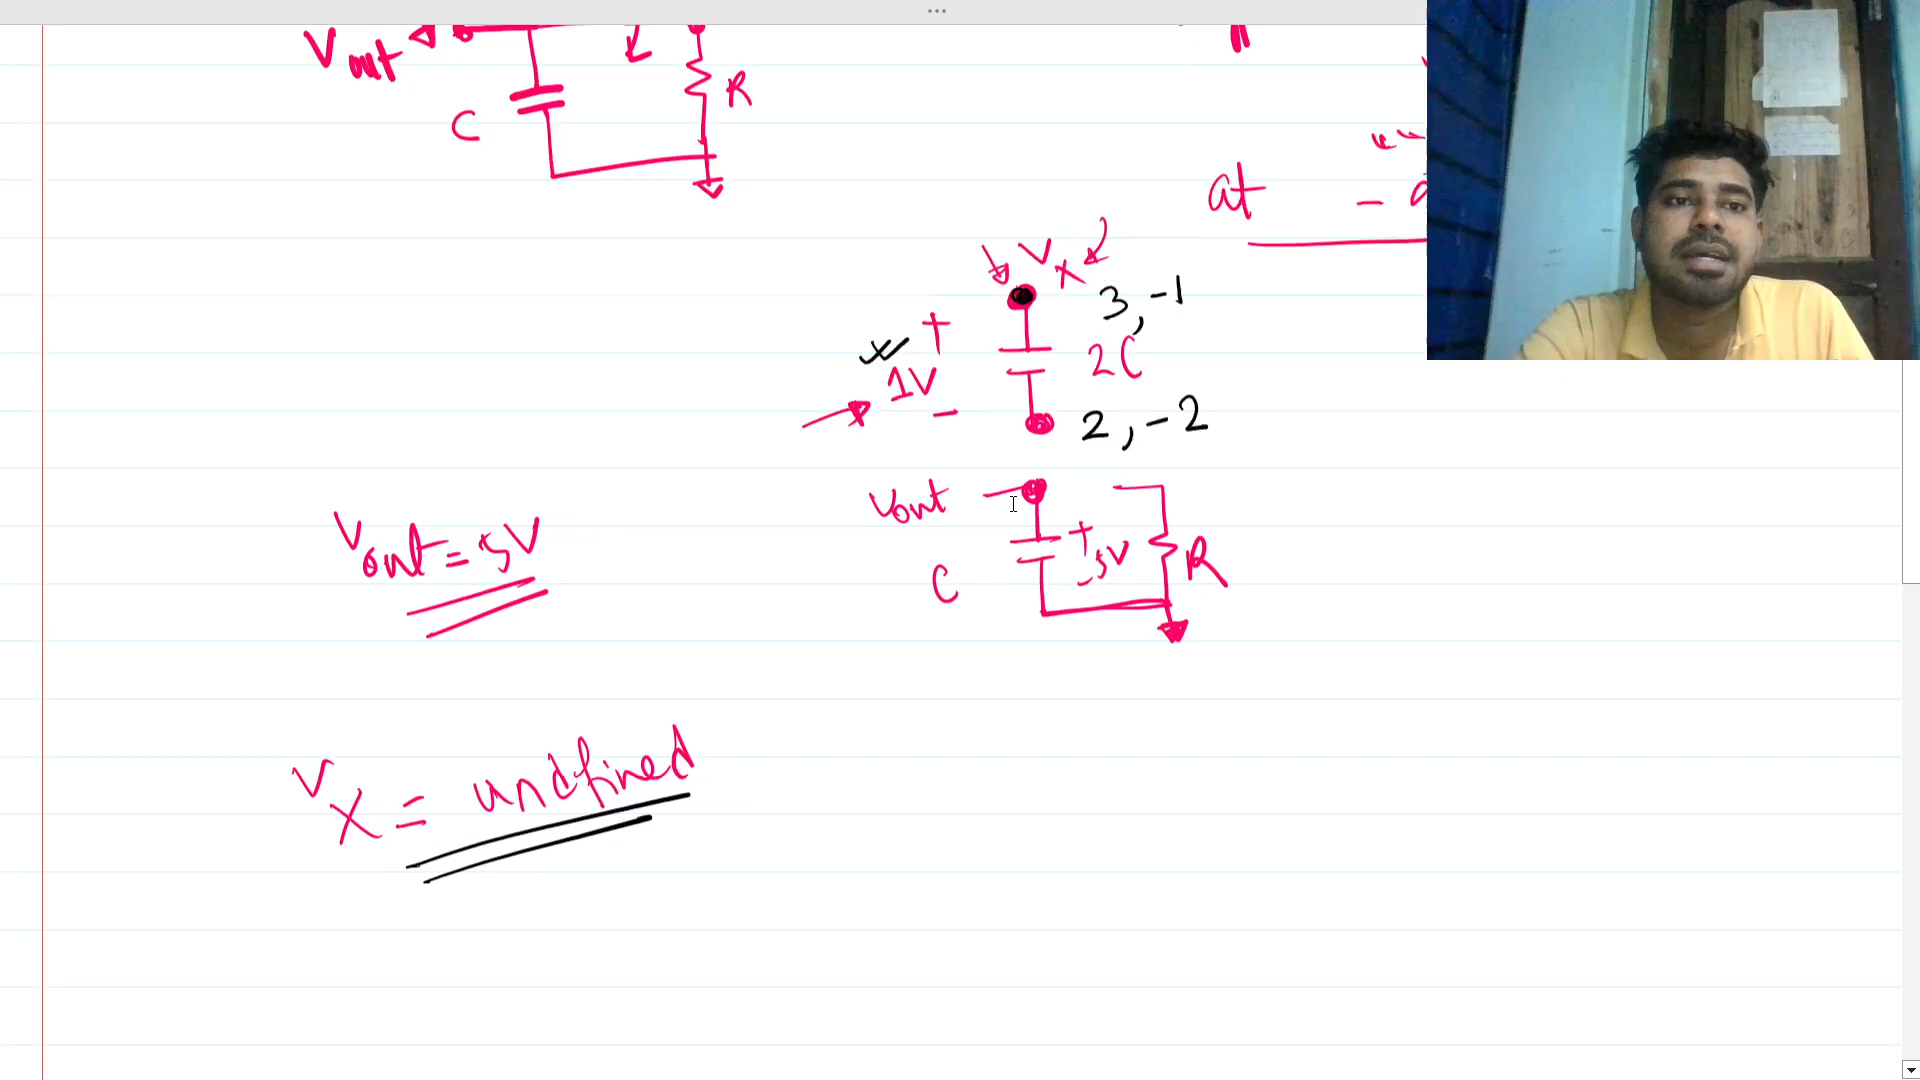 Vout
R
C
at -
Vx
3, -1
+
1V
-
2C
2, -2
Vout
+
5V
-
C
R
Vout = 5V
Vx = undfined